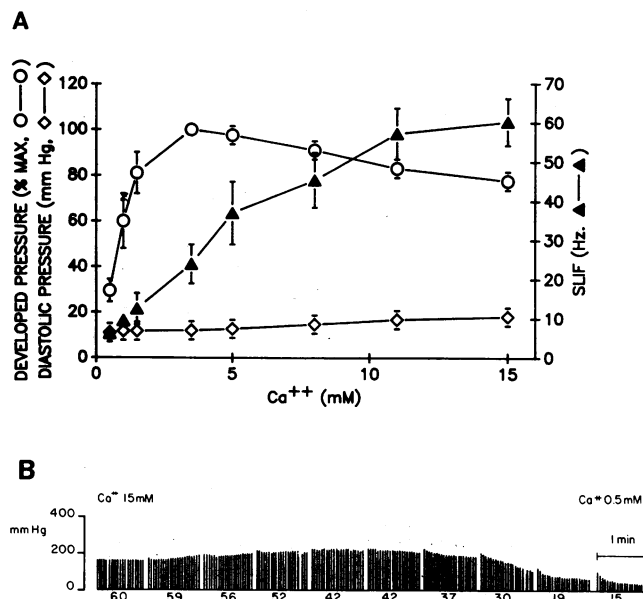 A
DEVELOPED PRESSURE (% MAX, ○—○)
DIASTOLIC PRESSURE (mm Hg, ◇—◇)
120
100
80
60
40
20
0
70
60
50
40
30
20
10
0
SLIF (Hz. ▲—▲)
0 5 10 15
Ca++ (mM)
B
Ca++ 15mM
Ca++ 0.5mM
mm Hg
400
200
0
1 min
60 59 56 52 42 42 37 30 19 15